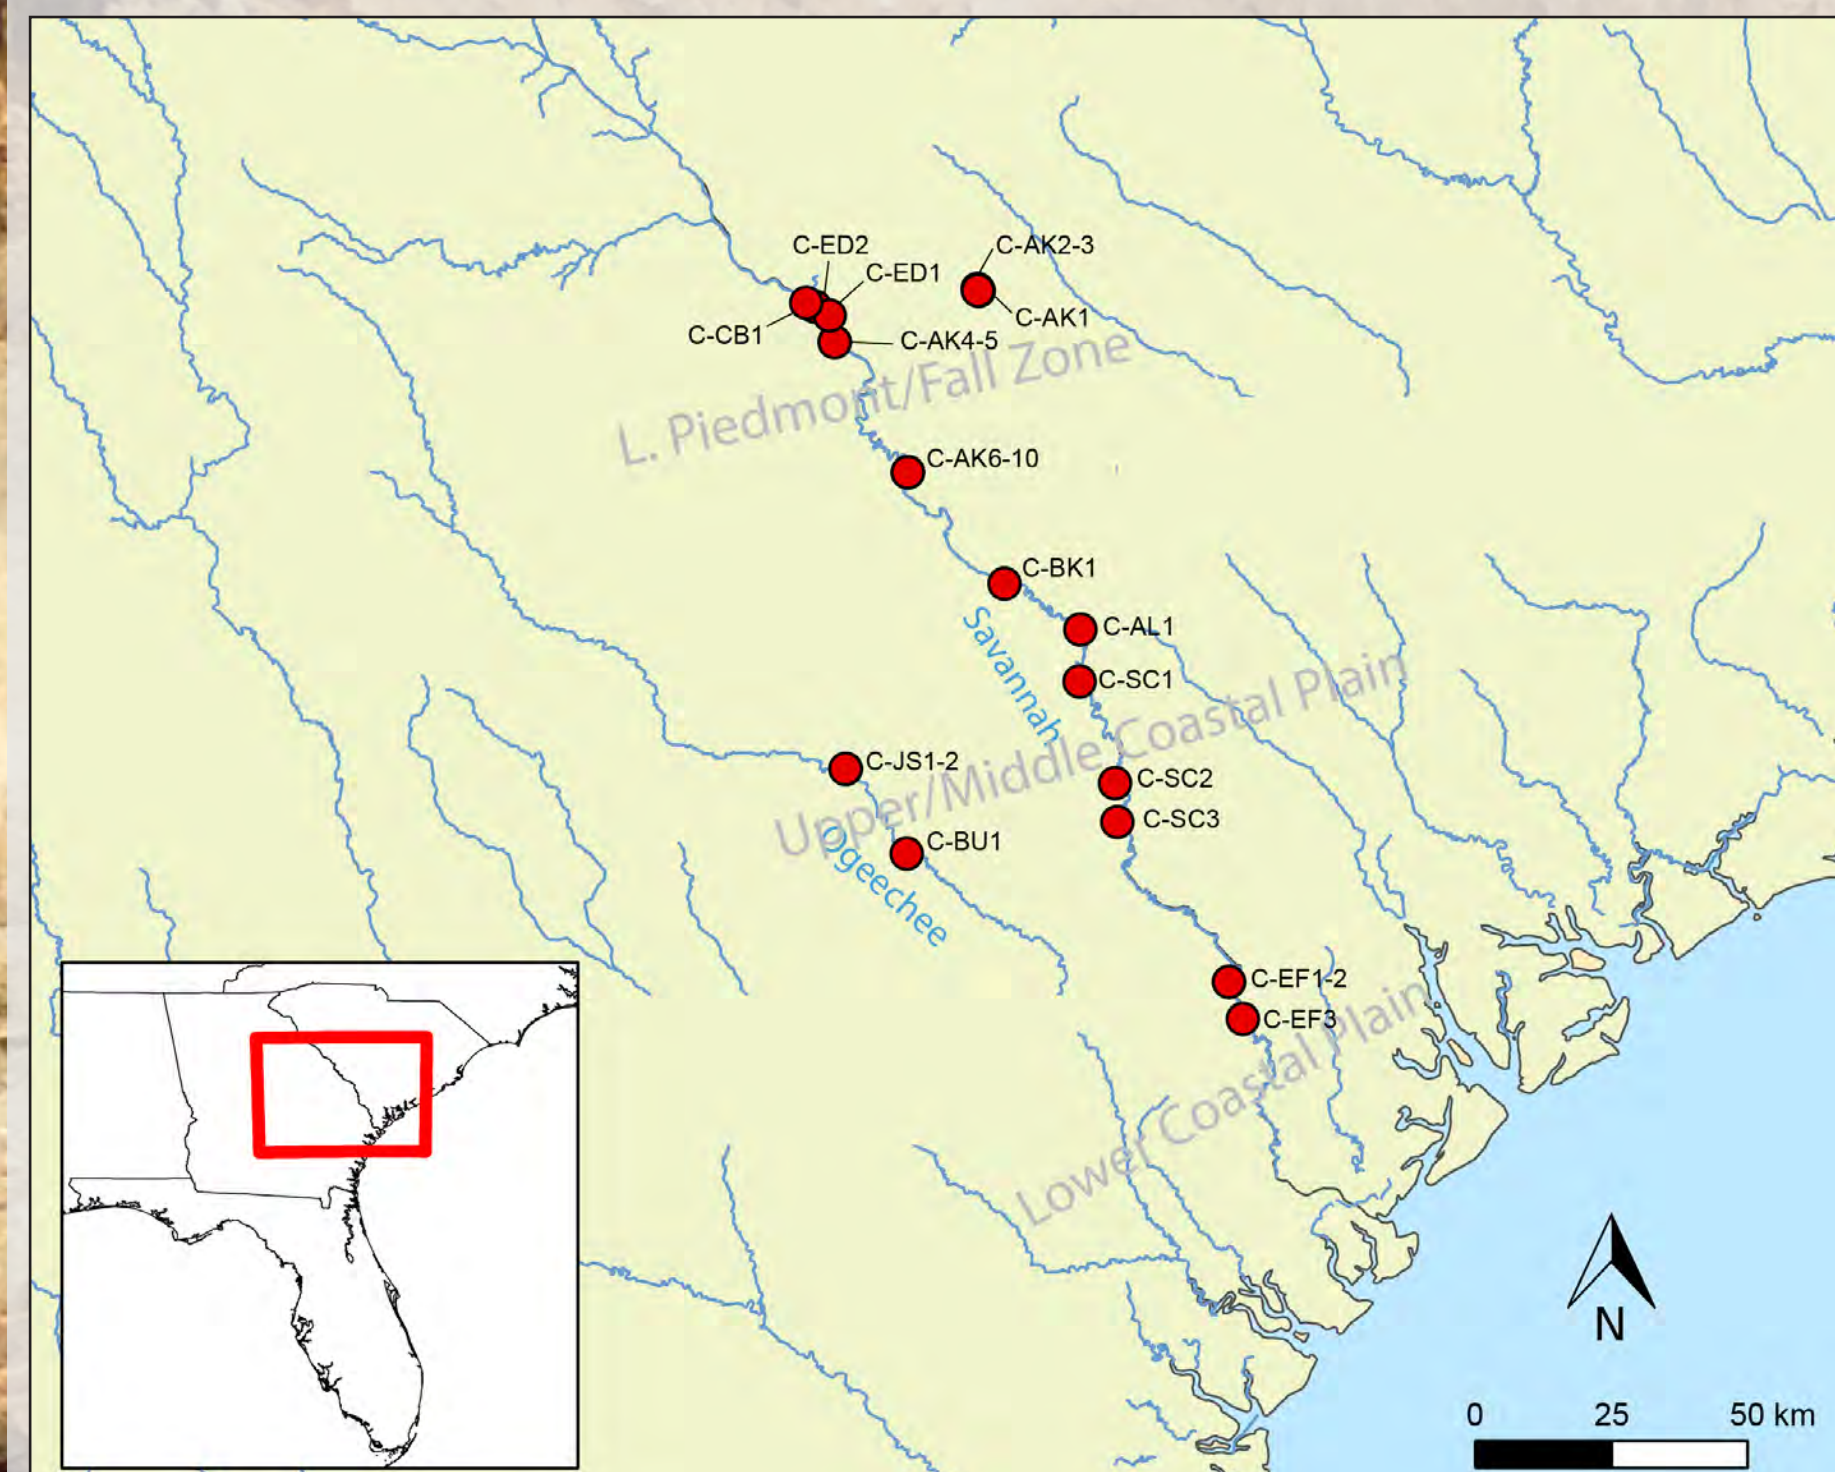 C-ED2
C-AK2-3
C-ED1
C-AK1
C-CB1
C-AK4-5
L. Piedmont/Fall Zone
C-AK6-10
C-BK1
C-AL1
Savannah
C-SC1
Upper/Middle Coastal Plain
C-JS1-2
C-SC2
C-SC3
C-BU1
Ogeechee
C-EF1-2
C-EF3
Lower Coastal Plain
N
0 25 50 km